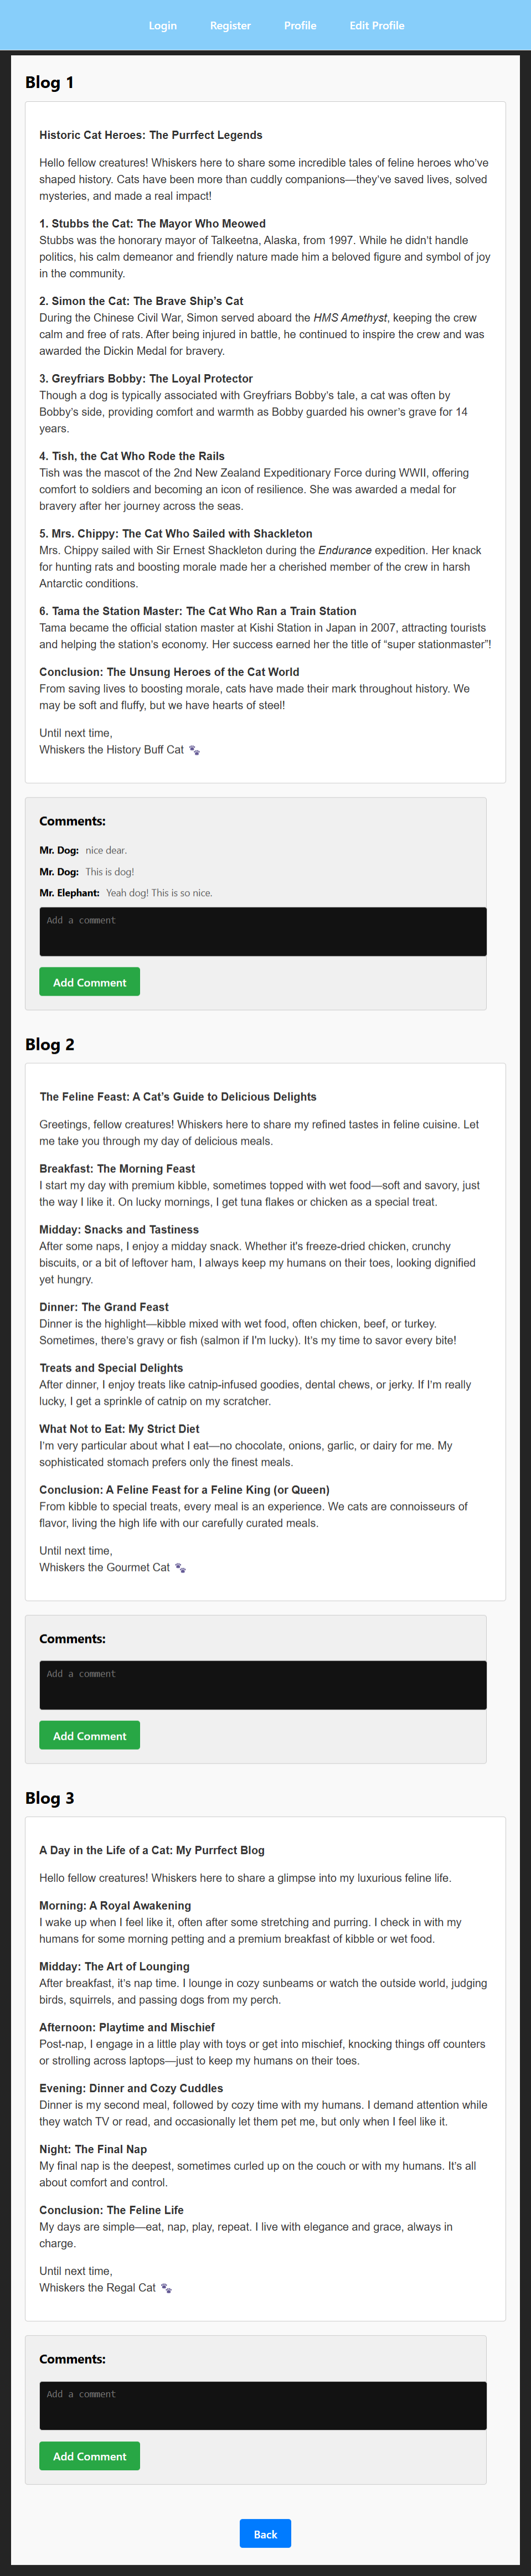 Login Register Profile Edit Profile
Blog 1
Historic Cat Heroes: The Purrfect Legends
Hello fellow creatures! Whiskers here to share some incredible tales of feline heroes who've
shaped history. Cats have been more than cuddly companions—they've saved lives, solved
mysteries, and made a real impact!
1. Stubbs the Cat: The Mayor Who Meowed
Stubbs was the honorary mayor of Talkeetna, Alaska, from 1997. While he didn't handle
politics, his calm demeanor and friendly nature made him a beloved figure and symbol of joy
in the community.
2. Simon the Cat: The Brave Ship's Cat
During the Chinese Civil War, Simon served aboard the HMS Amethyst, keeping the crew
calm and free of rats. After being injured in battle, he continued to inspire the crew and was
awarded the Dickin Medal for bravery.
3. Greyfriars Bobby: The Loyal Protector
Though a dog is typically associated with Greyfriars Bobby's tale, a cat was often by
Bobby's side, providing comfort and warmth as Bobby guarded his owner's grave for 14
years.
4. Tish, the Cat Who Rode the Rails
Tish was the mascot of the 2nd New Zealand Expeditionary Force during WWII, offering
comfort to soldiers and becoming an icon of resilience. She was awarded a medal for
bravery after her journey across the seas.
5. Mrs. Chippy: The Cat Who Sailed with Shackleton
Mrs. Chippy sailed with Sir Ernest Shackleton during the Endurance expedition. Her knack
for hunting rats and boosting morale made her a cherished member of the crew in harsh
Antarctic conditions.
6. Tama the Station Master: The Cat Who Ran a Train Station
Tama became the official station master at Kishi Station in Japan in 2007, attracting tourists
and helping the station's economy. Her success earned her the title of “super stationmaster”!
Conclusion: The Unsung Heroes of the Cat World
From saving lives to boosting morale, cats have made their mark throughout history. We
may be soft and fluffy, but we have hearts of steel!
Until next time,
Whiskers the History Buff Cat 🐾
Comments:
Mr. Dog: nice dear.
Mr. Dog: This is dog!
Mr. Elephant: Yeah dog! This is so nice.
Add a comment
Add Comment
Blog 2
The Feline Feast: A Cat's Guide to Delicious Delights
Greetings, fellow creatures! Whiskers here to share my refined tastes in feline cuisine. Let
me take you through my day of delicious meals.
Breakfast: The Morning Feast
I start my day with premium kibble, sometimes topped with wet food—soft and savory, just
the way I like it. On lucky mornings, I get tuna flakes or chicken as a special treat.
Midday: Snacks and Tastiness
After some naps, I enjoy a midday snack. Whether it's freeze-dried chicken, crunchy
biscuits, or a bit of leftover ham, I always keep my humans on their toes, looking dignified
yet hungry.
Dinner: The Grand Feast
Dinner is the highlight—kibble mixed with wet food, often chicken, beef, or turkey.
Sometimes, there's gravy or fish (salmon if I'm lucky). It's my time to savor every bite!
Treats and Special Delights
After dinner, I enjoy treats like catnip-infused goodies, dental chews, or jerky. If I'm really
lucky, I get a sprinkle of catnip on my scratcher.
What Not to Eat: My Strict Diet
I'm very particular about what I eat—no chocolate, onions, garlic, or dairy for me. My
sophisticated stomach prefers only the finest meals.
Conclusion: A Feline Feast for a Feline King (or Queen)
From kibble to special treats, every meal is an experience. We cats are connoisseurs of
flavor, living the high life with our carefully curated meals.
Until next time,
Whiskers the Gourmet Cat 🐾
Comments:
Add a comment
Add Comment
Blog 3
A Day in the Life of a Cat: My Purrfect Blog
Hello fellow creatures! Whiskers here to share a glimpse into my luxurious feline life.
Morning: A Royal Awakening
I wake up when I feel like it, often after some stretching and purring. I check in with my
humans for some morning petting and a premium breakfast of kibble or wet food.
Midday: The Art of Lounging
After breakfast, it's nap time. I lounge in cozy sunbeams or watch the outside world, judging
birds, squirrels, and passing dogs from my perch.
Afternoon: Playtime and Mischief
Post-nap, I engage in a little play with toys or get into mischief, knocking things off counters
or strolling across laptops—just to keep my humans on their toes.
Evening: Dinner and Cozy Cuddles
Dinner is my second meal, followed by cozy time with my humans. I demand attention while
they watch TV or read, and occasionally let them pet me, but only when I feel like it.
Night: The Final Nap
My final nap is the deepest, sometimes curled up on the couch or with my humans. It's all
about comfort and control.
Conclusion: The Feline Life
My days are simple—eat, nap, play, repeat. I live with elegance and grace, always in
charge.
Until next time,
Whiskers the Regal Cat 🐾
Comments:
Add a comment
Add Comment
Back